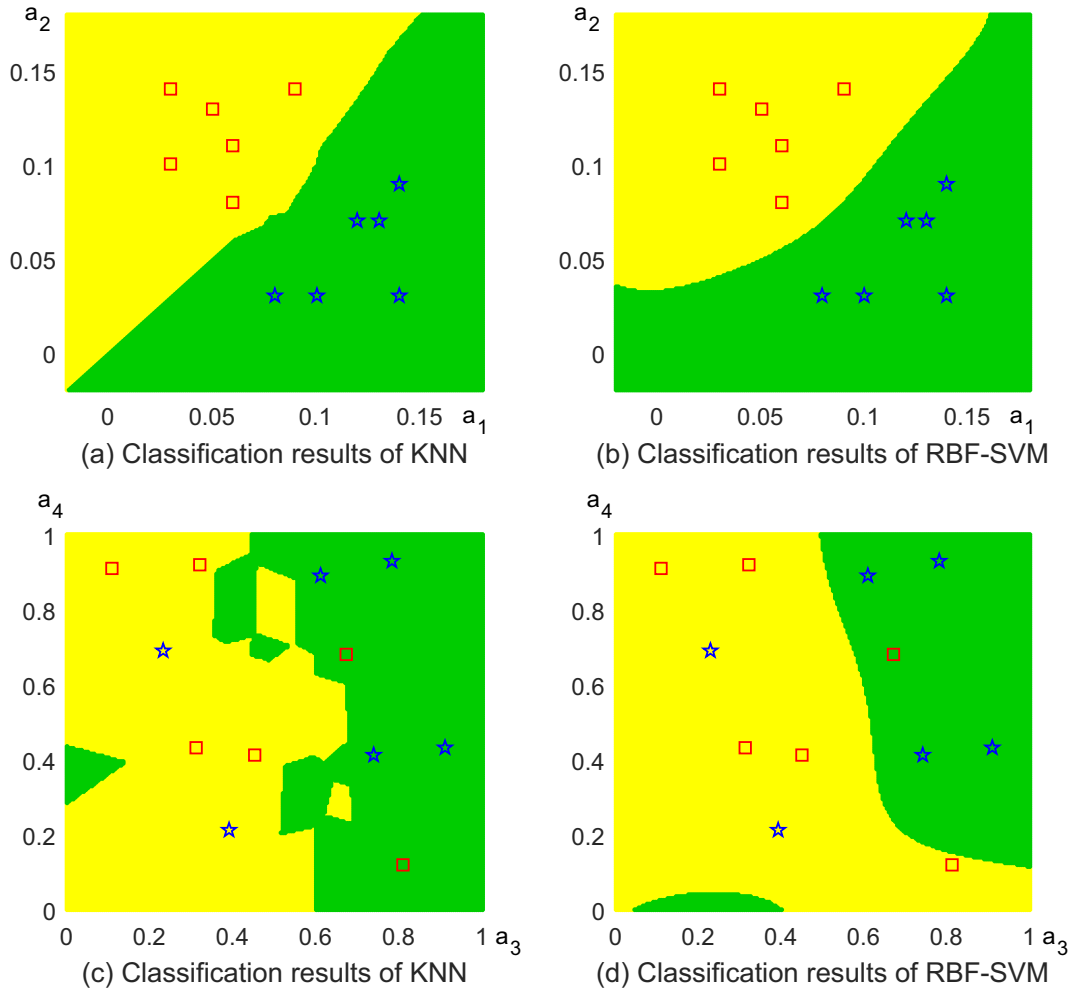 a2 a2
0.15 0.15
0.1 0.1
0.05 0.05
0 0
0 0.05 0.1 0.15 a1 0 0.05 0.1 0.15 a1
(a) Classification results of KNN (b) Classification results of RBF-SVM
a4 a4
1 1
0.8 0.8
0.6 0.6
0.4 0.4
0.2 0.2
0 0
0 0.2 0.4 0.6 0.8 1 a3 0 0.2 0.4 0.6 0.8 1 a3
(c) Classification results of KNN (d) Classification results of RBF-SVM